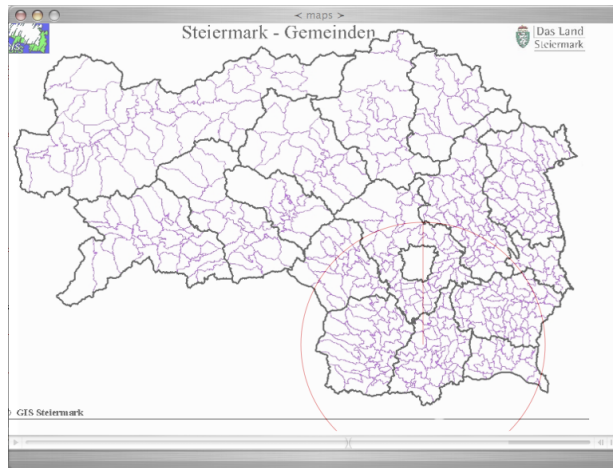 < maps >
Steiermark - Gemeinden
Das Land
Steiermark
GIS Steiermark